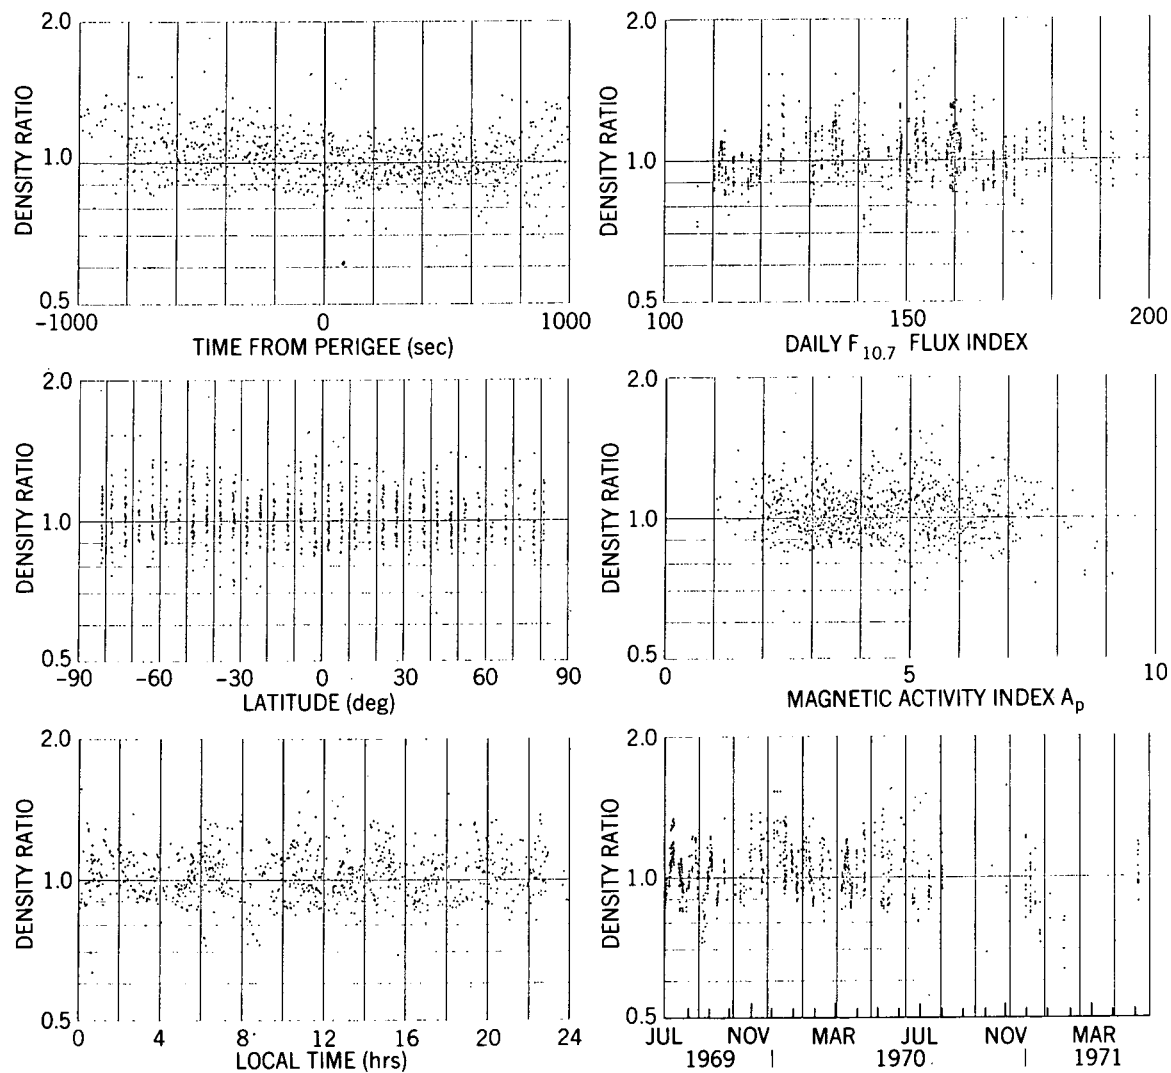 2.0
DENSITY RATIO
1.0
0.5
-1000 0 1000
TIME FROM PERIGEE (sec)
2.0
DENSITY RATIO
1.0
0.5
100 150 200
DAILY F10.7 FLUX INDEX
2.0
DENSITY RATIO
1.0
0.5
-90 -60 -30 0 30 60 90
LATITUDE (deg)
2.0
DENSITY RATIO
1.0
0.5
0 5 10
MAGNETIC ACTIVITY INDEX Ap
2.0
DENSITY RATIO
1.0
0.5
0 4 8 12 16 20 24
LOCAL TIME (hrs)
2.0
DENSITY RATIO
1.0
0.5
JUL NOV MAR JUL NOV MAR
1969 | 1970 | 1971